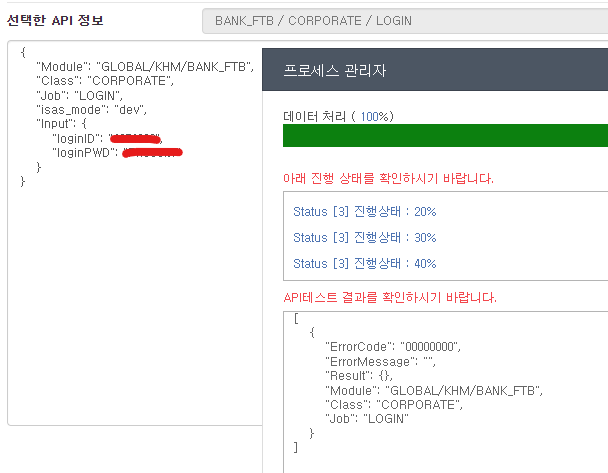 선택한 API 정보
BANK_FTB / CORPORATE / LOGIN
{
"Module": "GLOBAL/KHM/BANK_FTB",
"Class": "CORPORATE",
"Job": "LOGIN",
"isas_mode": "dev",
"Input": {
"loginID":
"loginPWD":
}
}
프로세스 관리자
데이터 처리 ( 100%)
아래 진행 상태를 확인하시기 바랍니다.
Status [3] 진행상태 : 20%
Status [3] 진행상태 : 30%
Status [3] 진행상태 : 40%
API테스트 결과를 확인하시기 바랍니다.
[
{
"ErrorCode": "00000000",
"ErrorMessage": "",
"Result": {},
"Module": "GLOBAL/KHM/BANK_FTB",
"Class": "CORPORATE",
"Job": "LOGIN"
}
]